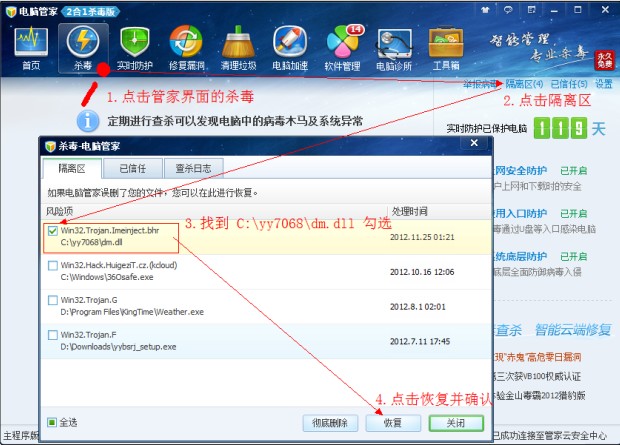 电脑管家 2合1杀毒版
首页
杀毒
实时防护
修复漏洞
清理垃圾
电脑加速
软件管理
14
电脑诊所
工具箱
智能管理
专业杀毒
永久
免费
举报病毒 隔离区(4) 已信任(5) 设置
1.点击管家界面的杀毒
2.点击隔离区
定期进行查杀可以发现电脑中的病毒木马及系统异常
实时防护已保护电脑 119 天
杀毒-电脑管家
隔离区 已信任 查杀日志
如果电脑管家误删了您的文件，您可以在此进行恢复。
风险项 处理时间
3.找到 C:\yy7068\dm.dll 勾选
Win32.Trojan.Imeinject.bhr
C:\yy7068\dm.dll
2012.11.25 01:21
Win32.Hack.HuigeziT.cz.(kcloud)
C:\Windows\360safe.exe
2012.10.16 12:06
Win32.Trojan.G
D:\Program Files\KingTime\Weather.exe
2012.8.1 02:01
Win32.Trojan.F
D:\Downloads\yybsrj_setup.exe
2012.7.11 17:45
4.点击恢复并确认
全选
彻底删除 恢复 关闭
上网安全防护 已开启
户上网和下载时的安全
使用入口防护 已开启
毒通过U盘等入口感染电脑
系统底层防护 已开启
底层全面防御病毒入侵
查杀 智能云端修复
现"赤鬼"高危零日漏洞
第三次获VB100权威认证
验金山毒霸2012猎豹版
主程序版
已成功连接至管家云安全中心